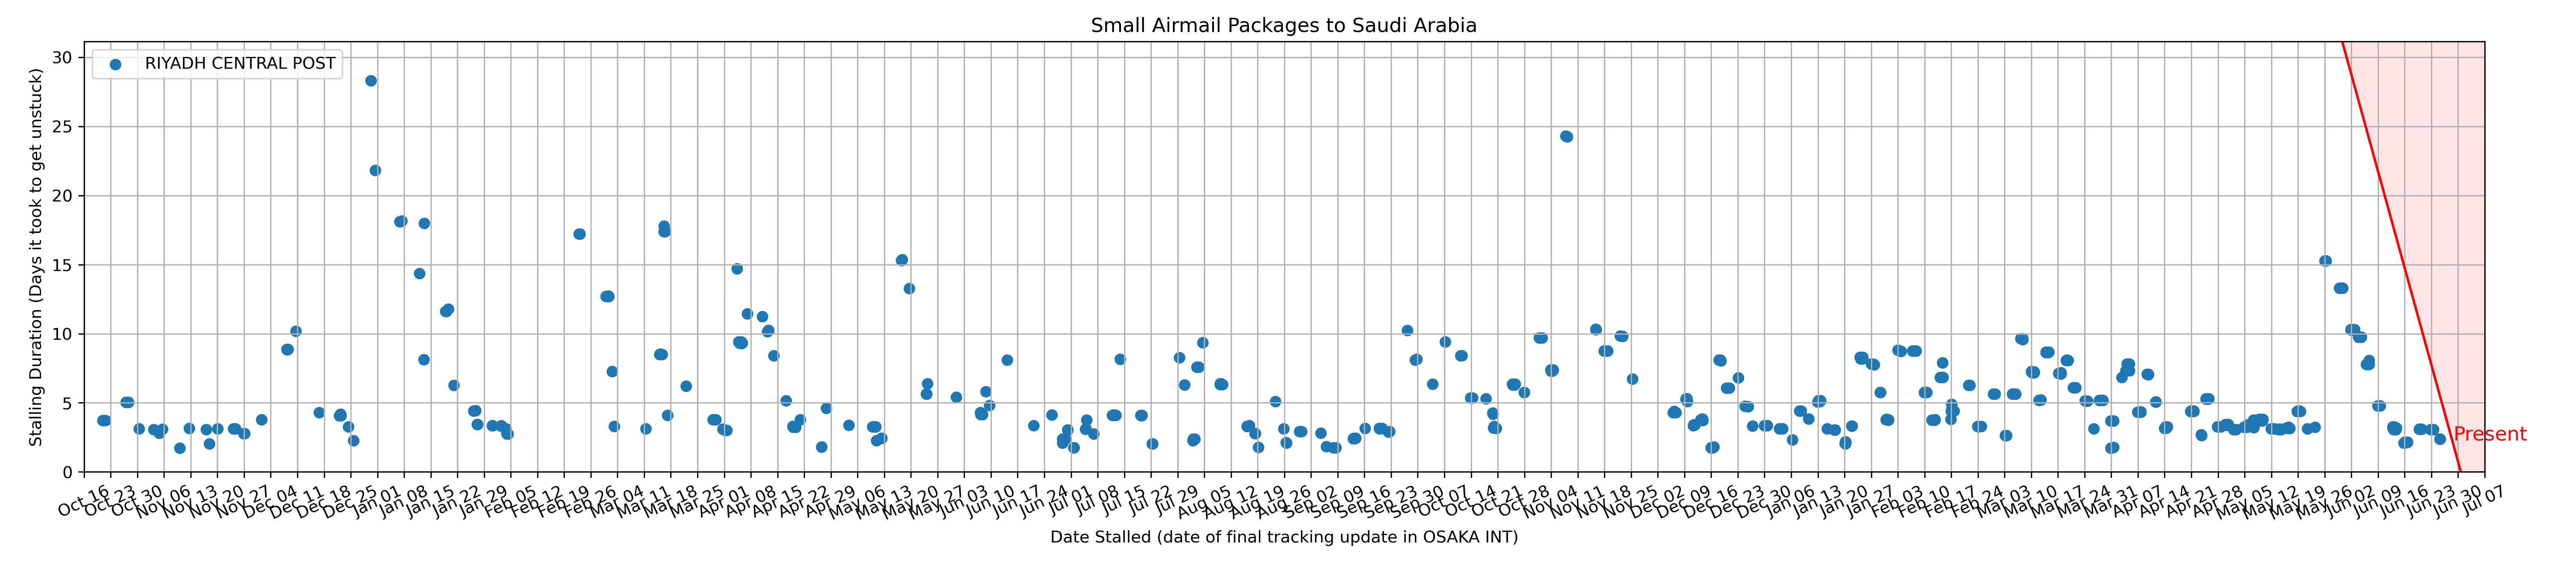 Small Airmail Packages to Saudi Arabia
RIYADH CENTRAL POST
Stalling Duration (Days it took to get unstuck)
30
25
20
15
10
5
0
Present
Oct 16
Oct 23
Oct 30
Nov 06
Nov 13
Nov 20
Nov 27
Dec 04
Dec 11
Dec 18
Dec 25
Jan 01
Jan 08
Jan 15
Jan 22
Jan 29
Feb 05
Feb 12
Feb 19
Feb 26
Mar 04
Mar 11
Mar 18
Mar 25
Apr 01
Apr 08
Apr 15
Apr 22
Apr 29
May 06
May 13
May 20
May 27
Jun 03
Jun 10
Jun 17
Jun 24
Jul 01
Jul 08
Jul 15
Jul 22
Jul 29
Aug 05
Aug 12
Aug 19
Aug 26
Sep 02
Sep 09
Sep 16
Sep 23
Sep 30
Oct 07
Oct 14
Oct 21
Oct 28
Nov 04
Nov 11
Nov 18
Nov 25
Dec 02
Dec 09
Dec 16
Dec 23
Dec 30
Jan 06
Jan 13
Jan 20
Jan 27
Feb 03
Feb 10
Feb 17
Feb 24
Mar 03
Mar 10
Mar 17
Mar 24
Mar 31
Apr 07
Apr 14
Apr 21
Apr 28
May 05
May 12
May 19
May 26
Jun 02
Jun 09
Jun 16
Jun 23
Jun 30
Jul 07
Date Stalled (date of final tracking update in OSAKA INT)